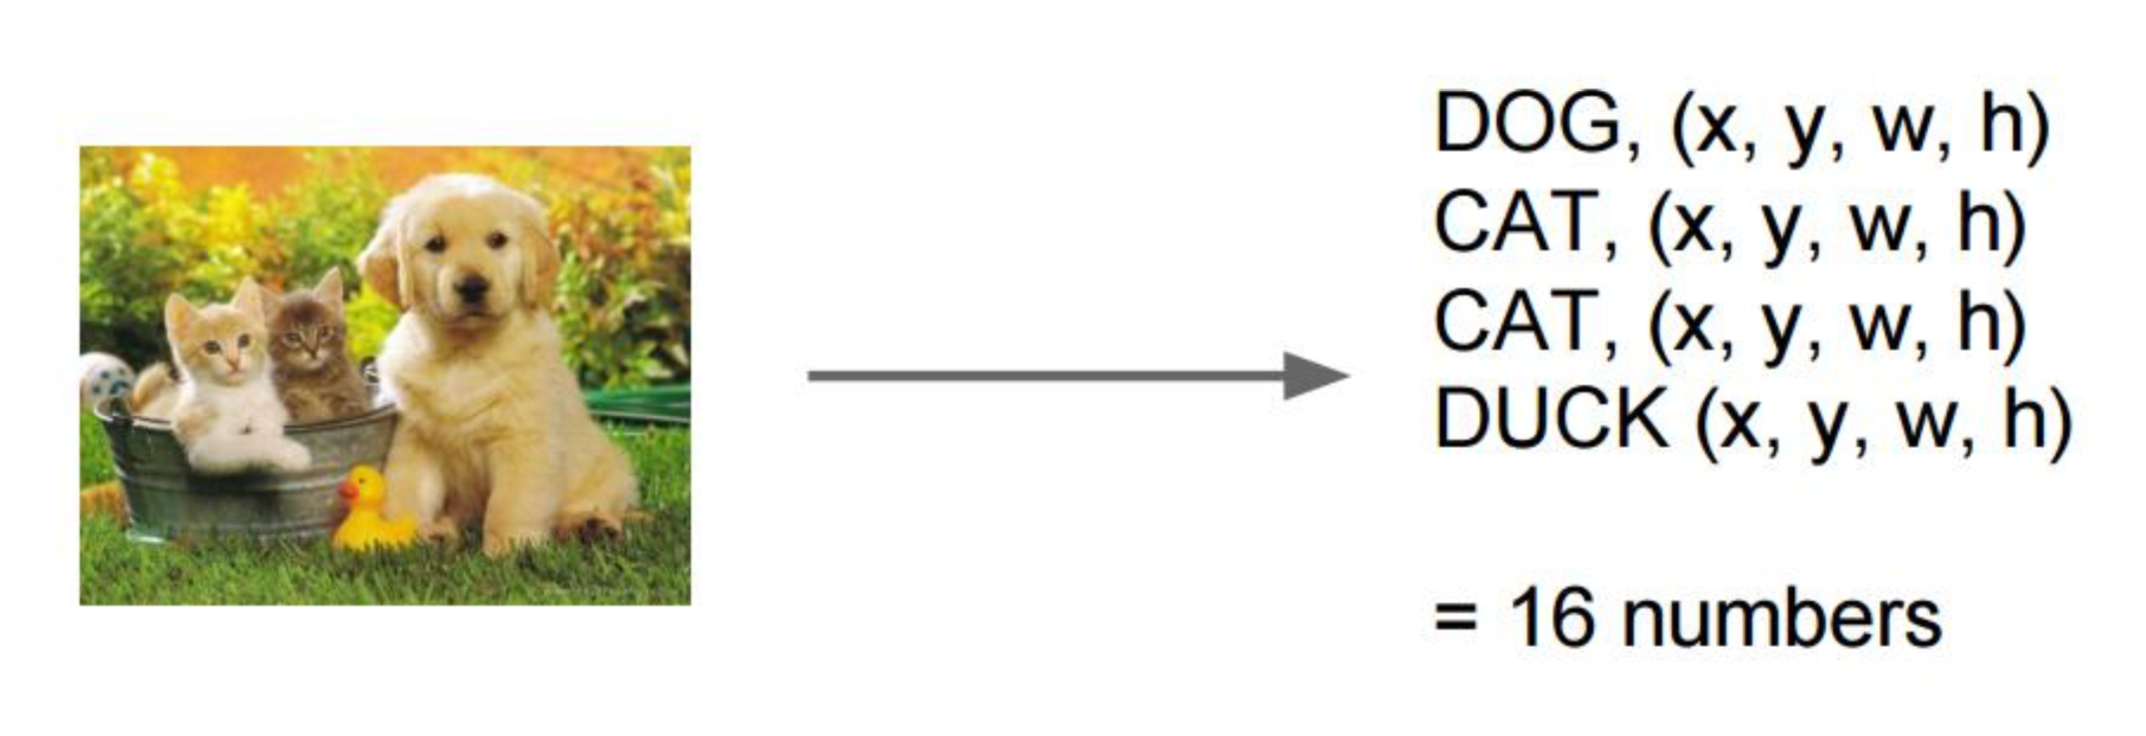 DOG, (x, y, w, h)
CAT, (x, y, w, h)
CAT, (x, y, w, h)
DUCK (x, y, w, h)
= 16 numbers